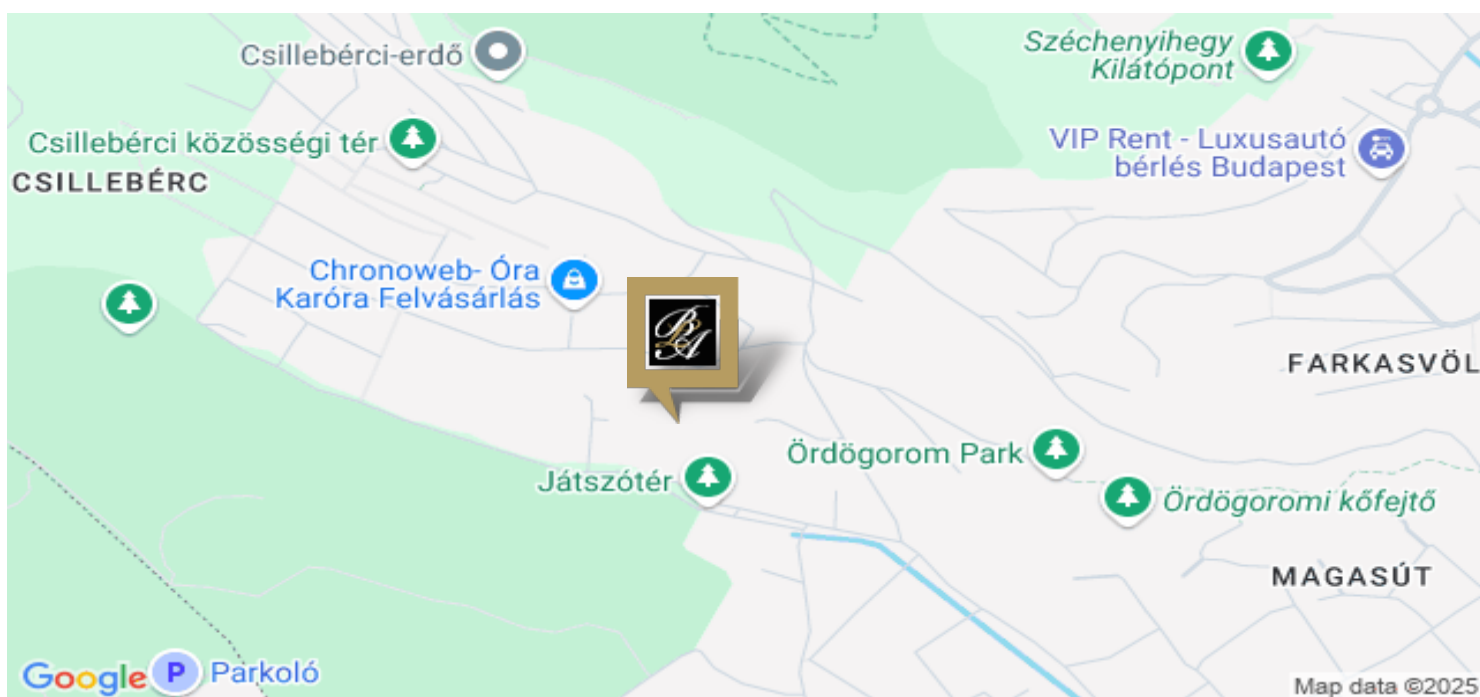 Csillebérci-erdő
Széchenyihegy
Kilátópont
Csillebérci közösségi tér
VIP Rent - Luxusautó
bérlés Budapest
CSILLEBÉRC
Chronoweb- Óra
Karóra Felvásárlás
BLA
FARKASVÖL
Ördögorom Park
Játszótér
Ördögoromi kőfejtő
MAGASÚT
Google
P
Parkoló
Map data ©2025